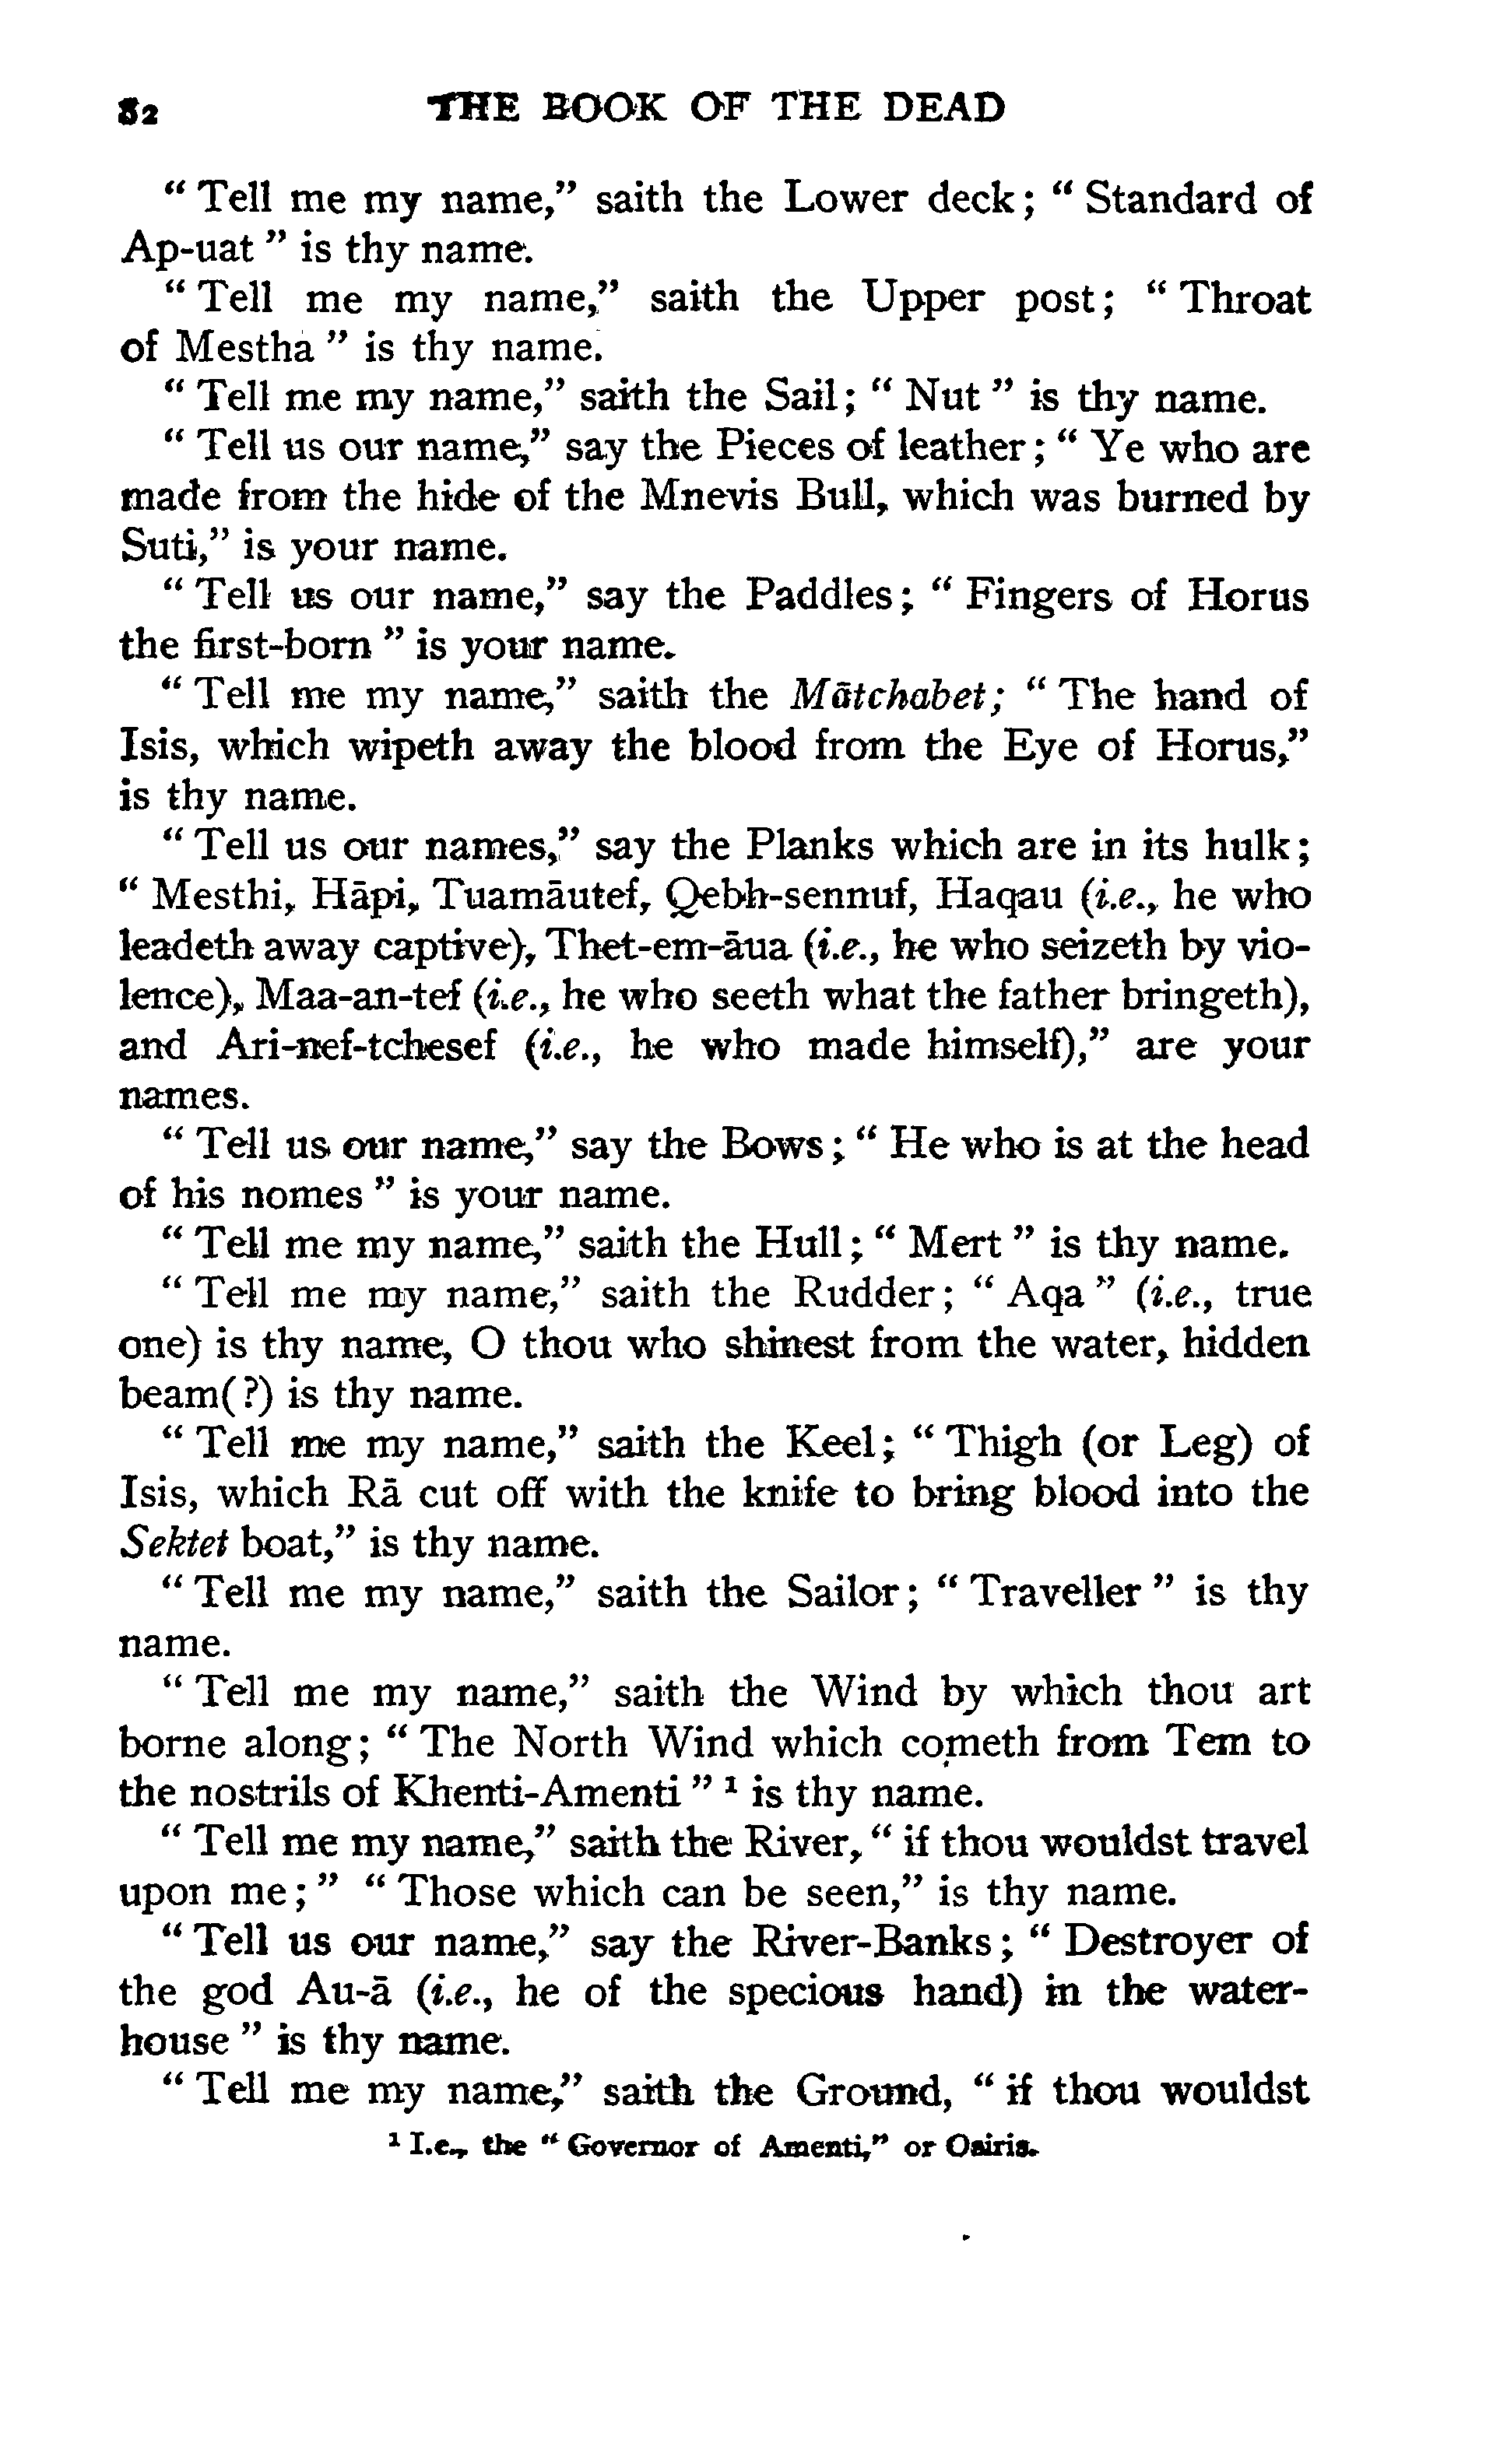 82 THE BOOK OF THE DEAD
“Tell me my name,” saith the Lower deck; “Standard of
Ap-uat” is thy name.
“Tell me my name,” saith the Upper post; “Throat
of Mestha” is thy name.
“Tell me my name,” saith the Sail; “Nut” is thy name.
“Tell us our name,” say the Pieces of leather; “Ye who are
made from the hide of the Mnevis Bull, which was burned by
Suti,” is your name.
“Tell us our name,” say the Paddles; “Fingers of Horus
the first-born” is your name.
“Tell me my name,” saith the Mātchabet; “The hand of
Isis, which wipeth away the blood from the Eye of Horus,”
is thy name.
“Tell us our names,” say the Planks which are in its hulk;
“Mesthi, Hāpi, Tuamāutef, Qebh-sennuf, Haqau (i.e., he who
leadeth away captive), Thet-em-āua (i.e., he who seizeth by vio-
lence), Maa-an-tef (i.e., he who seeth what the father bringeth),
and Ari-nef-tchesef (i.e., he who made himself),” are your
names.
“Tell us our name,” say the Bows; “He who is at the head
of his nomes” is your name.
“Tell me my name,” saith the Hull; “Mert” is thy name.
“Tell me my name,” saith the Rudder; “Aqa” (i.e., true
one) is thy name, O thou who shinest from the water, hidden
beam(?) is thy name.
“Tell me my name,” saith the Keel; “Thigh (or Leg) of
Isis, which Rā cut off with the knife to bring blood into the
Sektet boat,” is thy name.
“Tell me my name,” saith the Sailor; “Traveller” is thy
name.
“Tell me my name,” saith the Wind by which thou art
borne along; “The North Wind which cometh from Tem to
the nostrils of Khenti-Amenti” ¹ is thy name.
“Tell me my name,” saith the River, “if thou wouldst travel
upon me;” “Those which can be seen,” is thy name.
“Tell us our name,” say the River-Banks; “Destroyer of
the god Au-ā (i.e., he of the specious hand) in the water-
house” is thy name.
“Tell me my name,” saith the Ground, “if thou wouldst
¹ I.e., the “Governor of Amenti,” or Osiris.